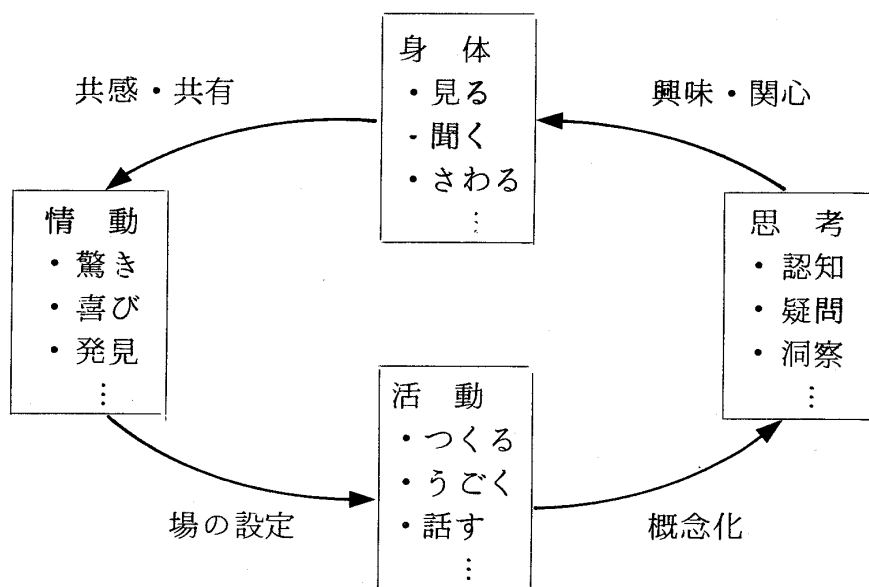 身 体
・見る
・聞く
・さわる
…
共感・共有
興味・関心
情 動
・驚き
・喜び
・発見
…
思 考
・認知
・疑問
・洞察
…
活 動
・つくる
・うごく
・話す
…
場の設定
概念化